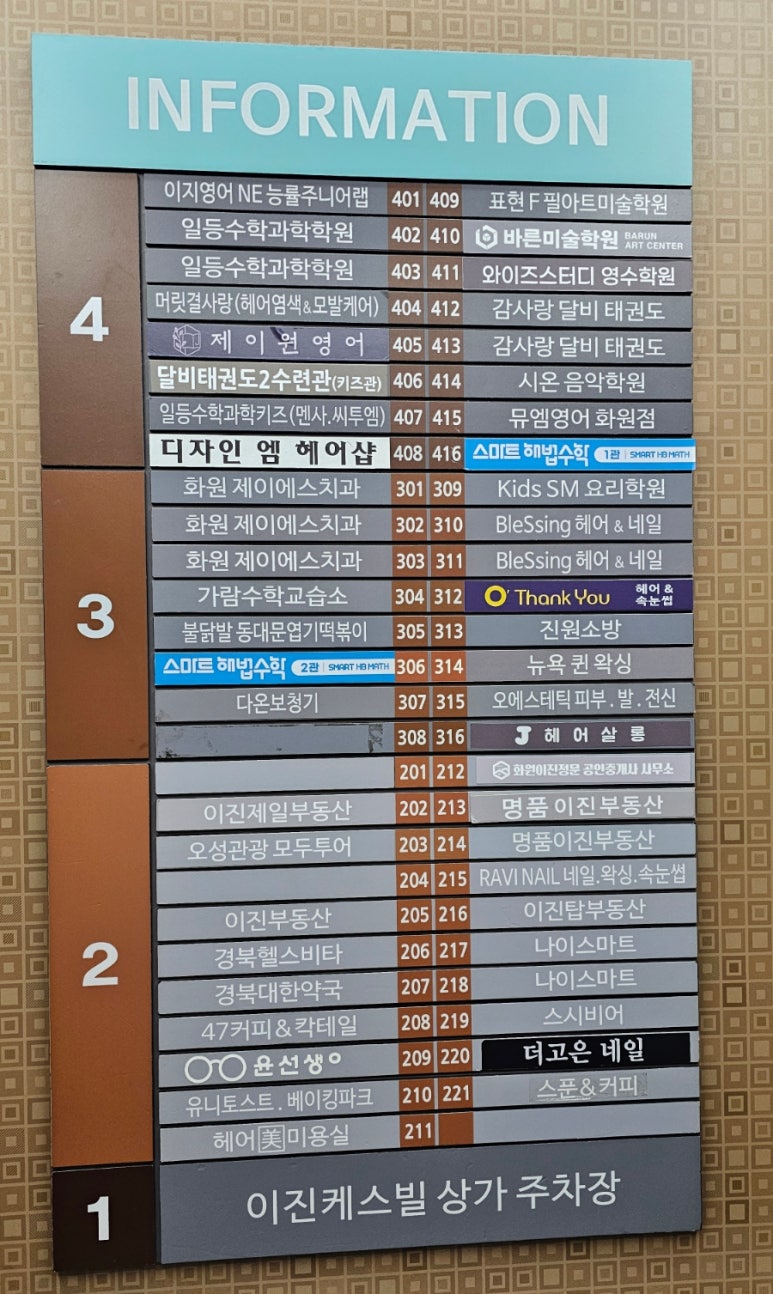 INFORMATION
4
이지영어 NE 능률주니어랩 401 409 표현 F 필아트미술학원
일등수학과학학원 402 410 바른미술학원 BARUN ART CENTER
일등수학과학학원 403 411 와이즈스터디 영수학원
머릿결사랑(헤어염색&모발케어) 404 412 감사랑 달비 태권도
제이원영어 405 413 감사랑 달비 태권도
달비태권도2수련관(키즈관) 406 414 시온 음악학원
일등수학과학키즈(멘사.씨투엠) 407 415 뮤엠영어 화원점
디자인 엠 헤어샵 408 416 스마트 해법수학 1관 SMART HB MATH
3
화원 제이에스치과 301 309 Kids SM 요리학원
화원 제이에스치과 302 310 BleSsing 헤어 & 네일
화원 제이에스치과 303 311 BleSsing 헤어 & 네일
가람수학교습소 304 312 Thank You 헤어 & 속눈썹
불닭발 동대문엽기떡볶이 305 313 진원소방
스마트 해법수학 2관 SMART HB MATH 306 314 뉴욕 퀸 왁싱
다온보청기 307 315 오에스테틱 피부 . 발 . 전신
308 316 J 헤어살롱
2
201 212 화원이진정문 공인중개사 사무소
이진제일부동산 202 213 명품 이진부동산
오성관광 모두투어 203 214 명품이진부동산
204 215 RAVI NAIL 네일.왁싱.속눈썹
이진부동산 205 216 이진탑부동산
경북헬스비타 206 217 나이스마트
경북대한약국 207 218 나이스마트
47커피&칵테일 208 219 스시비어
윤선생 209 220 더고은 네일
유니토스트 . 베이킹파크 210 221 스푼&커피
헤어美미용실 211
1
이진케스빌 상가 주차장